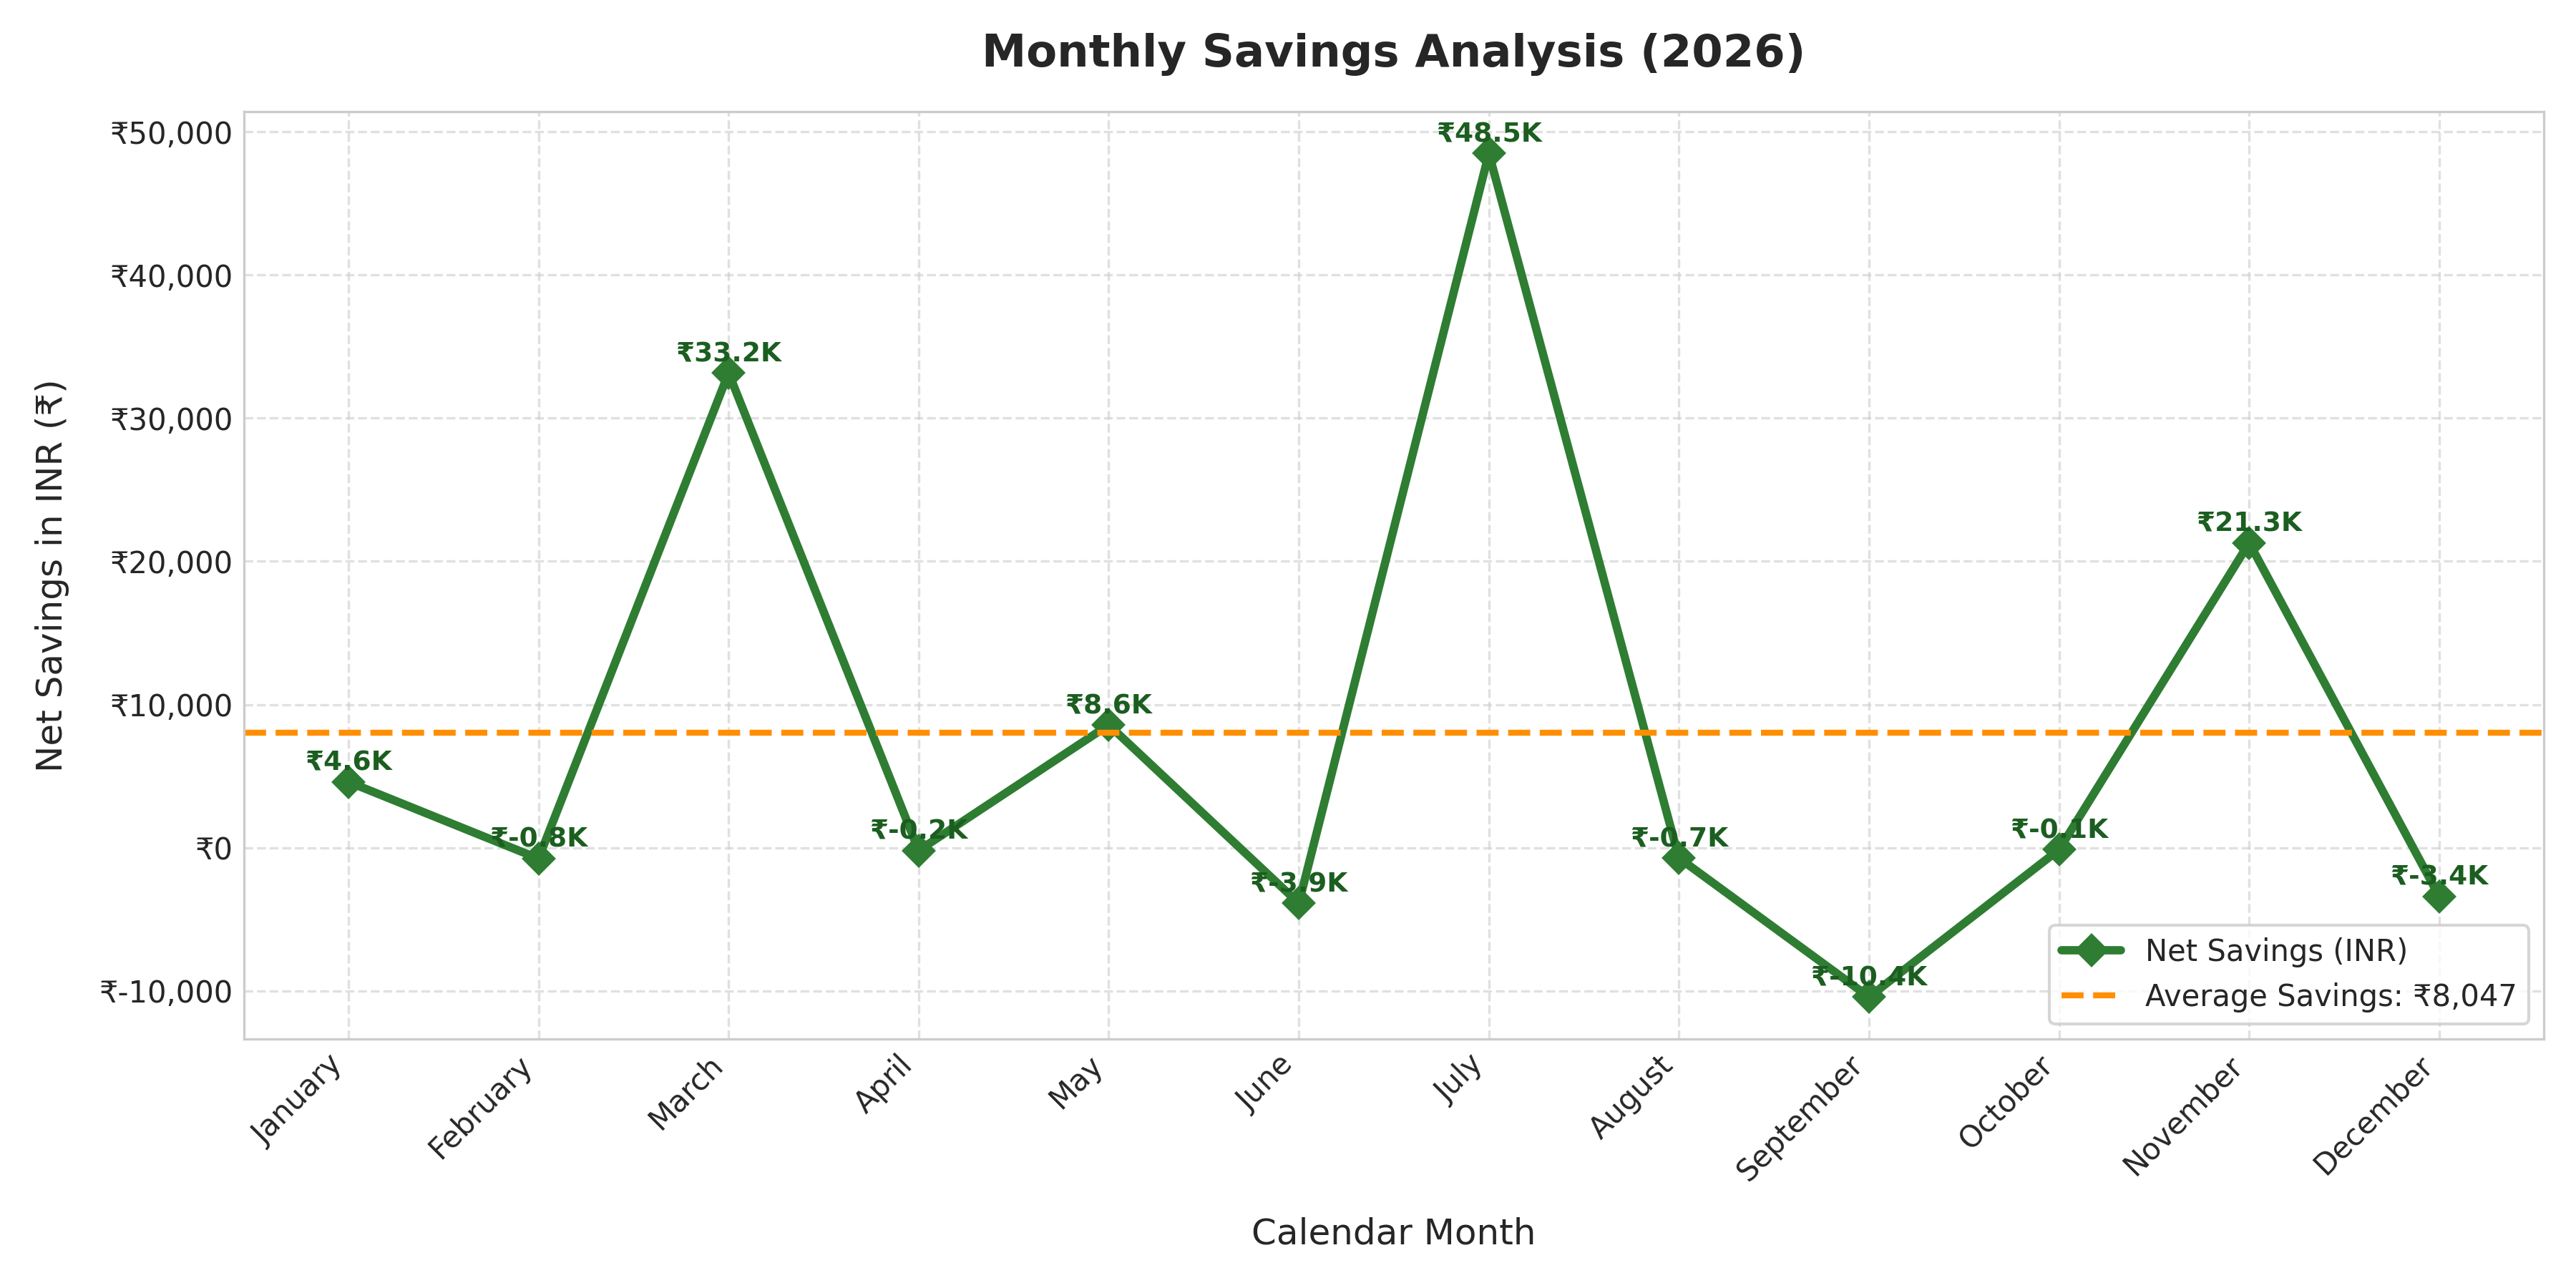 Monthly Savings Analysis (2026)
Net Savings in INR (₹)
₹50,000
₹40,000
₹30,000
₹20,000
₹10,000
₹0
₹-10,000
₹4.6K
₹-0.8K
₹33.2K
₹-0.2K
₹8.6K
₹-3.9K
₹48.5K
₹-0.7K
₹-10.4K
₹-0.1K
₹21.3K
₹-3.4K
Net Savings (INR)
Average Savings: ₹8,047
January
February
March
April
May
June
July
August
September
October
November
December
Calendar Month